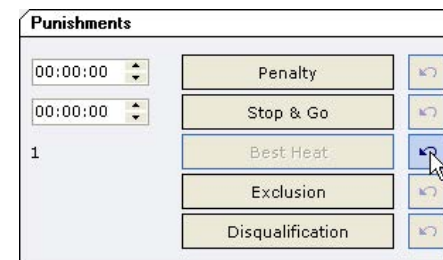 Punishments
00:00:00 Penalty
00:00:00 Stop & Go
1 Best Heat
Exclusion
Disqualification